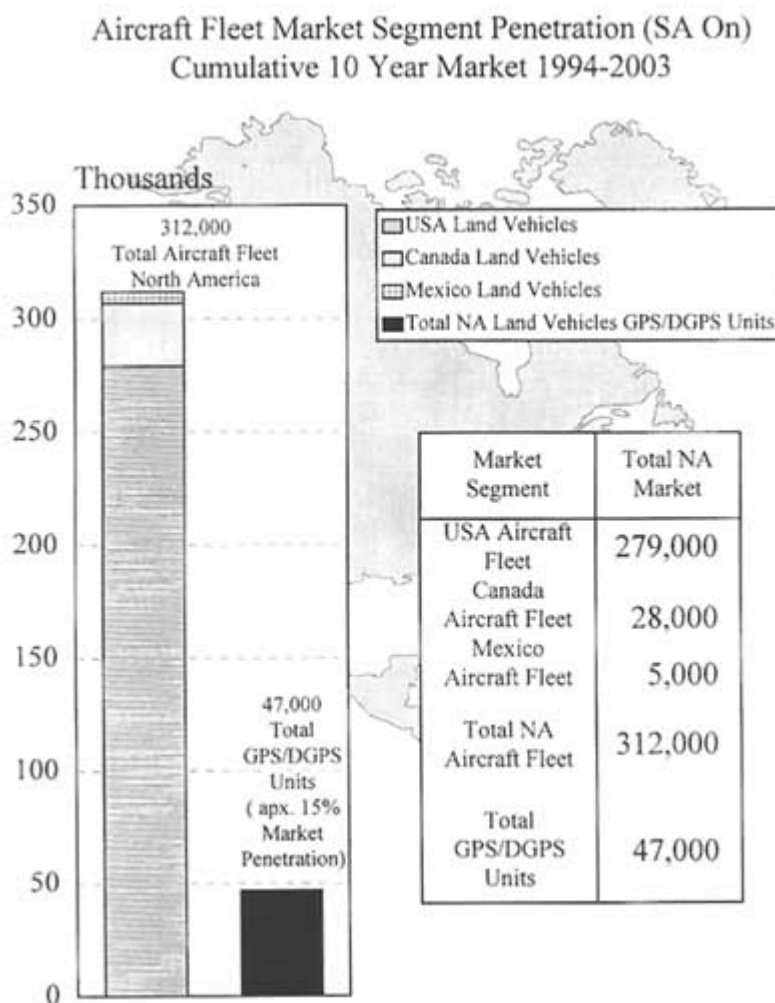 Aircraft Fleet Market Segment Penetration (SA On)
Cumulative 10 Year Market 1994-2003
Thousands
350
300
250
200
150
100
50
0
312,000
Total Aircraft Fleet
North America
47,000
Total
GPS/DGPS
Units
( apx. 15%
Market
Penetration)
USA Land Vehicles
Canada Land Vehicles
Mexico Land Vehicles
Total NA Land Vehicles GPS/DGPS Units
Market
Segment
Total NA
Market
USA Aircraft
Fleet
279,000
Canada
Aircraft Fleet
28,000
Mexico
Aircraft Fleet
5,000
Total NA
Aircraft Fleet
312,000
Total
GPS/DGPS
Units
47,000